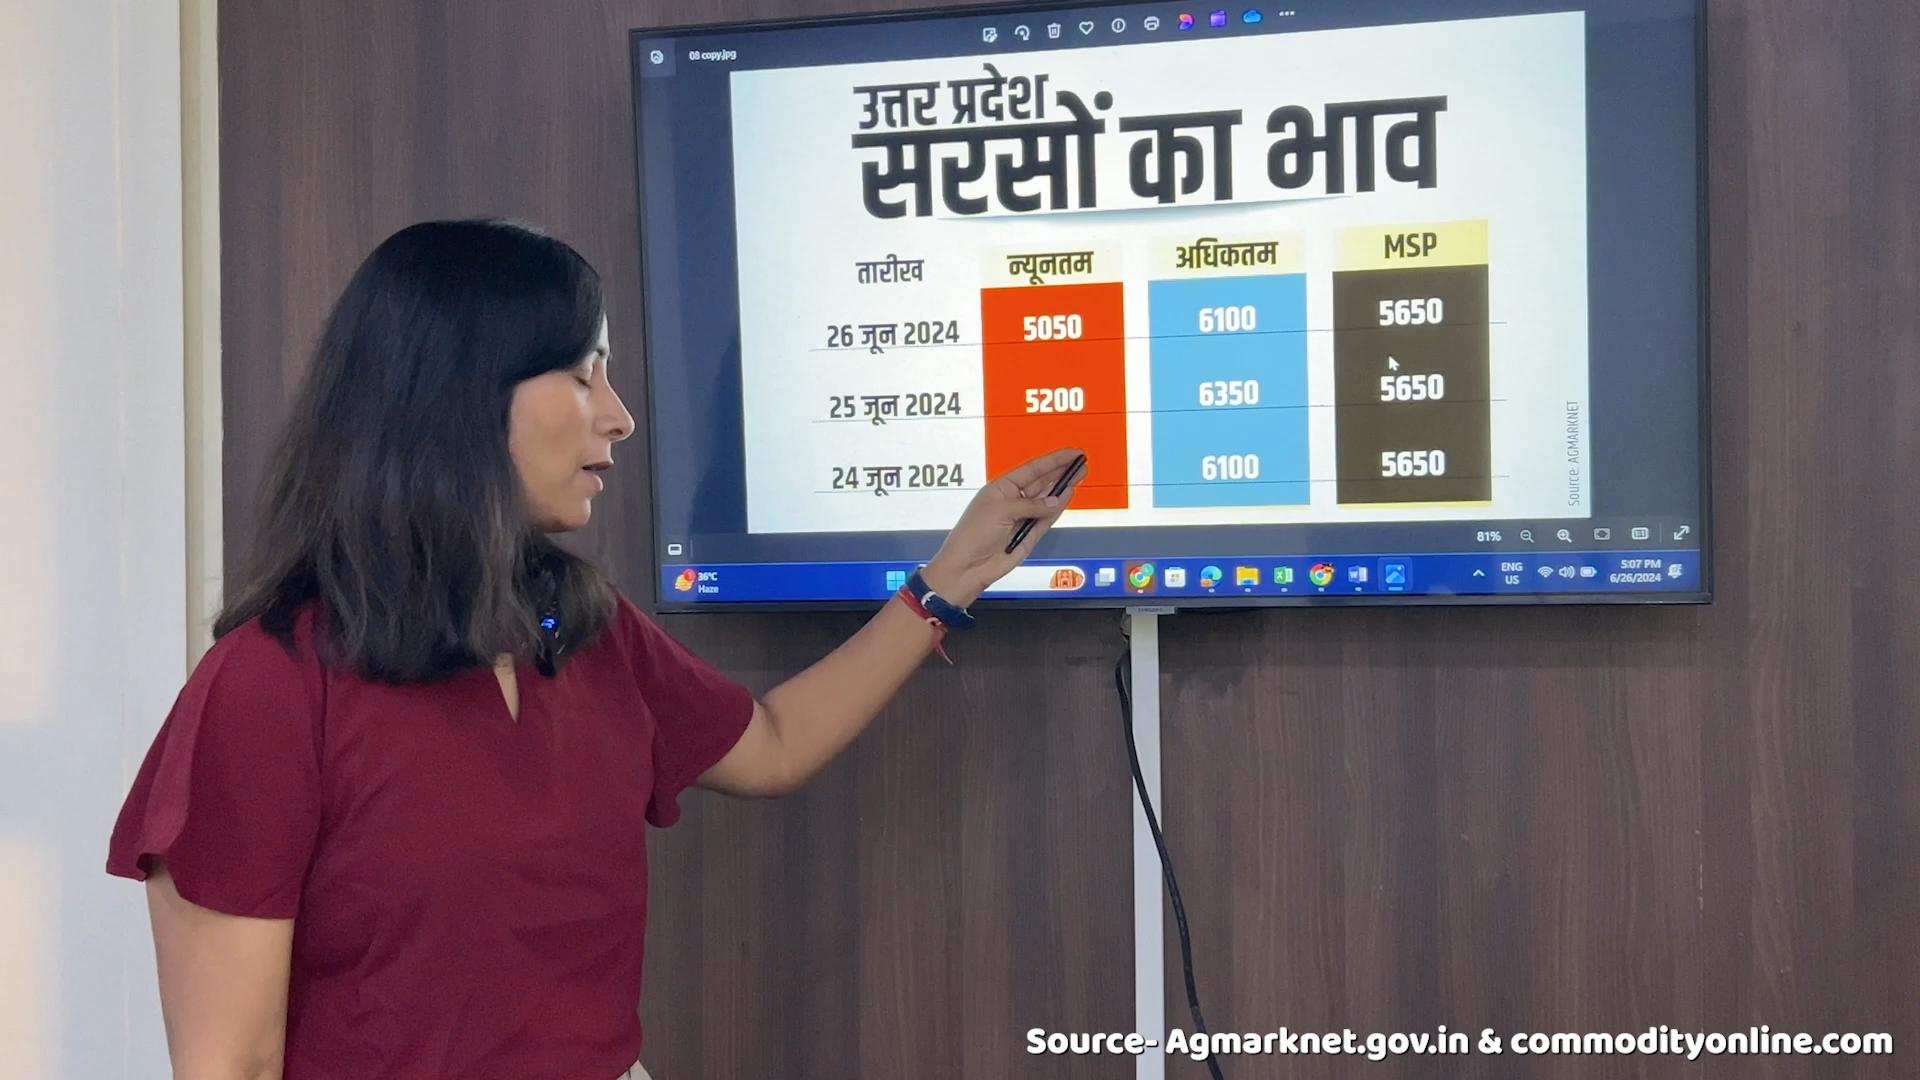 08 copy.jpg
उत्तर प्रदेश
सरसों का भाव
तारीख न्यूनतम अधिकतम MSP
26 जून 2024 5050 6100 5650
25 जून 2024 5200 6350 5650
24 जून 2024 6100 5650
Source: AGMARKNET
81%
36°C
Haze
ENG
US
5:07 PM
6/26/2024
SAMSUNG
Source- Agmarknet.gov.in & commodityonline.com